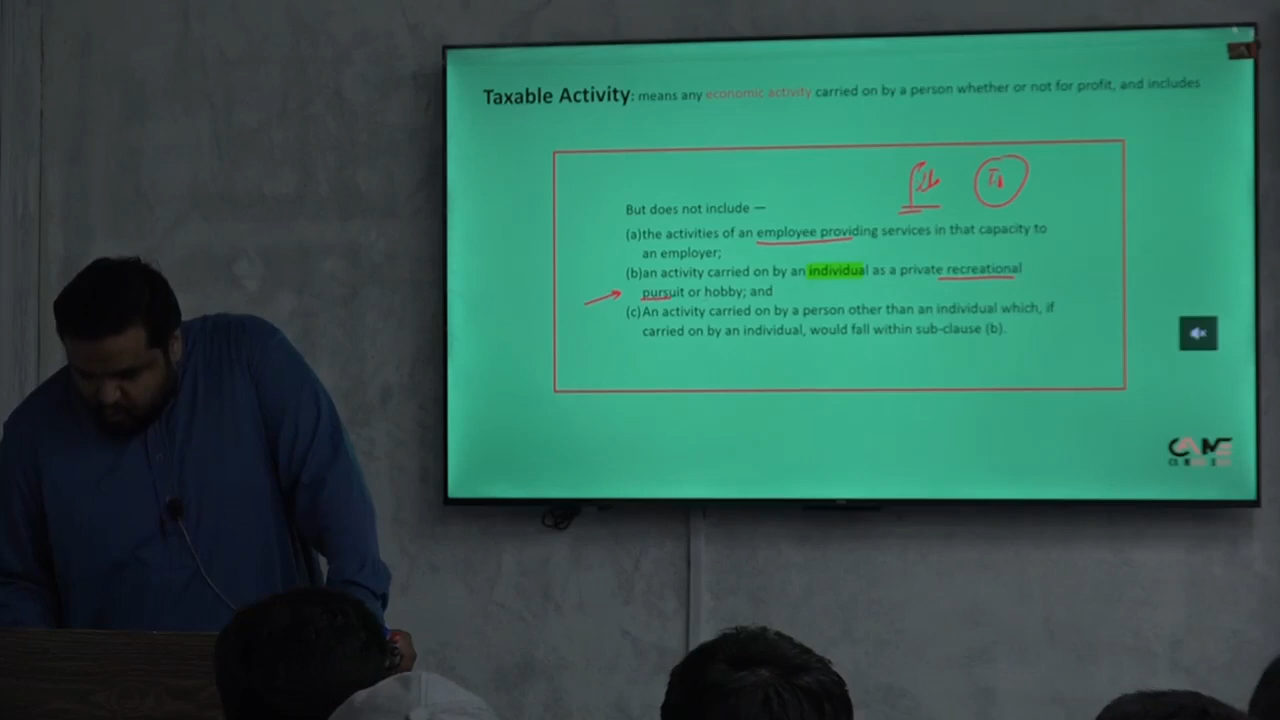 Taxable Activity: means any economic activity carried on by a person whether or not for profit, and includes
But does not include —
(a)the activities of an employee providing services in that capacity to
an employer;
(b)an activity carried on by an individual as a private recreational
pursuit or hobby; and
(c)An activity carried on by a person other than an individual which, if
carried on by an individual, would fall within sub-clause (b).